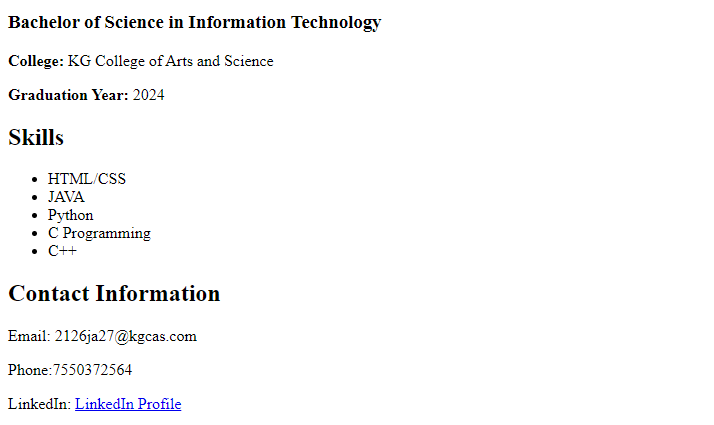 Bachelor of Science in Information Technology
College: KG College of Arts and Science
Graduation Year: 2024
Skills
HTML/CSS
JAVA
Python
C Programming
C++
Contact Information
Email: 2126ja27@kgcas.com
Phone:7550372564
LinkedIn: LinkedIn Profile